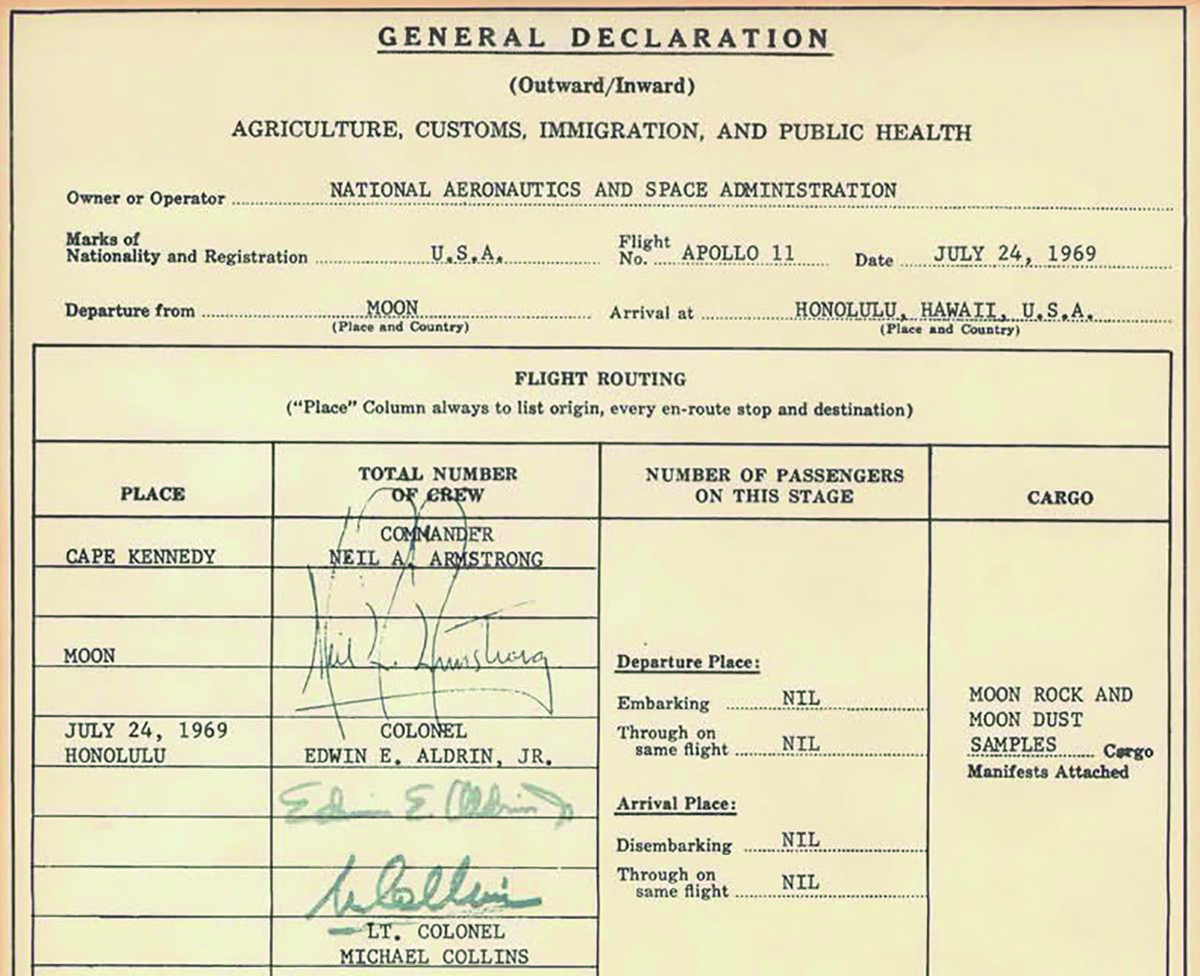 GENERAL DECLARATION
(Outward/Inward)
AGRICULTURE, CUSTOMS, IMMIGRATION, AND PUBLIC HEALTH
Owner or Operator NATIONAL AERONAUTICS AND SPACE ADMINISTRATION
Marks of
Nationality and Registration U.S.A. Flight No. APOLLO 11 Date JULY 24, 1969
Departure from MOON Arrival at HONOLULU, HAWAII, U.S.A.
(Place and Country) (Place and Country)
FLIGHT ROUTING
("Place" Column always to list origin, every en-route stop and destination)
PLACE
TOTAL NUMBER
OF CREW
NUMBER OF PASSENGERS
ON THIS STAGE
CARGO
CAPE KENNEDY
MOON
JULY 24, 1969
HONOLULU
COMMANDER
NEIL A. ARMSTRONG
Neil A. Armstrong
COLONEL
EDWIN E. ALDRIN, JR.
Edwin E. Aldrin Jr
M Collins
LT. COLONEL
MICHAEL COLLINS
Departure Place:
Embarking NIL
Through on
same flight NIL
Arrival Place:
Disembarking NIL
Through on
same flight NIL
MOON ROCK AND
MOON DUST
SAMPLES Cargo
Manifests Attached